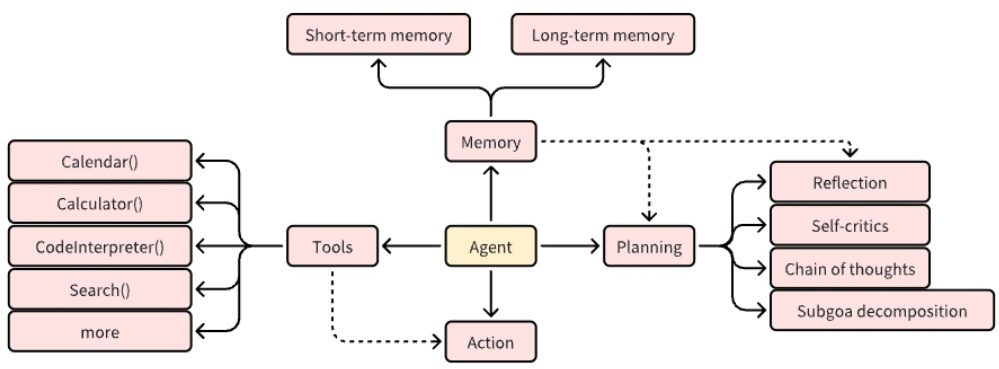 Short-term memory
Long-term memory
Memory
Calendar()
Calculator()
CodeInterpreter()
Search()
more
Tools
Agent
Planning
Reflection
Self-critics
Chain of thoughts
Subgoa decomposition
Action